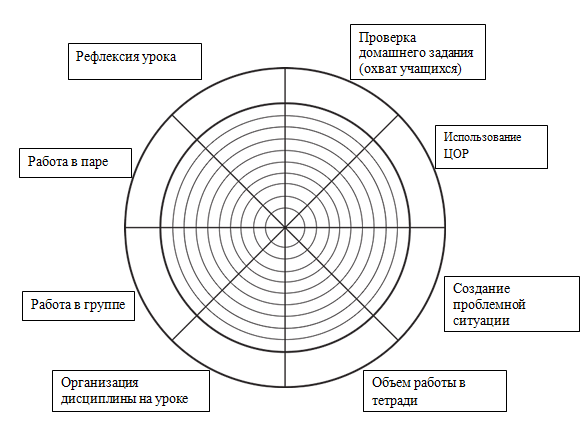 Рефлексия урока
Проверка
домашнего задания
(охват учащихся)
Использование
ЦОР
Работа в паре
Создание
проблемной
ситуации
Работа в группе
Организация
дисциплины на уроке
Объем работы в
тетради